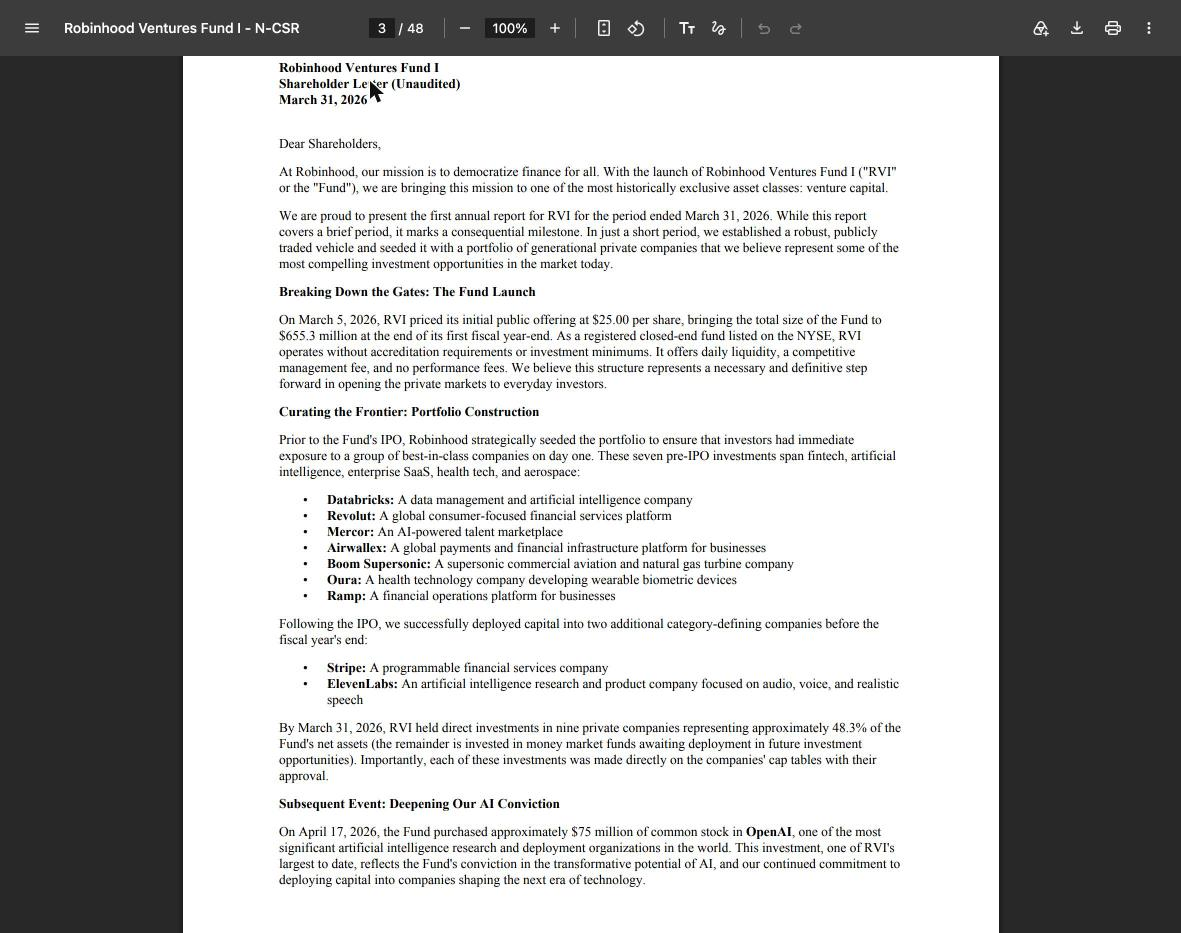 Robinhood Ventures Fund I - N-CSR
3 / 48
100%
Robinhood Ventures Fund I
Shareholder Letter (Unaudited)
March 31, 2026
Dear Shareholders,
At Robinhood, our mission is to democratize finance for all. With the launch of Robinhood Ventures Fund I ("RVI"
or the "Fund"), we are bringing this mission to one of the most historically exclusive asset classes: venture capital.
We are proud to present the first annual report for RVI for the period ended March 31, 2026. While this report
covers a brief period, it marks a consequential milestone. In just a short period, we established a robust, publicly
traded vehicle and seeded it with a portfolio of generational private companies that we believe represent some of the
most compelling investment opportunities in the market today.
Breaking Down the Gates: The Fund Launch
On March 5, 2026, RVI priced its initial public offering at $25.00 per share, bringing the total size of the Fund to
$655.3 million at the end of its first fiscal year-end. As a registered closed-end fund listed on the NYSE, RVI
operates without accreditation requirements or investment minimums. It offers daily liquidity, a competitive
management fee, and no performance fees. We believe this structure represents a necessary and definitive step
forward in opening the private markets to everyday investors.
Curating the Frontier: Portfolio Construction
Prior to the Fund's IPO, Robinhood strategically seeded the portfolio to ensure that investors had immediate
exposure to a group of best-in-class companies on day one. These seven pre-IPO investments span fintech, artificial
intelligence, enterprise SaaS, health tech, and aerospace:
• Databricks: A data management and artificial intelligence company
• Revolut: A global consumer-focused financial services platform
• Mercor: An AI-powered talent marketplace
• Airwallex: A global payments and financial infrastructure platform for businesses
• Boom Supersonic: A supersonic commercial aviation and natural gas turbine company
• Oura: A health technology company developing wearable biometric devices
• Ramp: A financial operations platform for businesses
Following the IPO, we successfully deployed capital into two additional category-defining companies before the
fiscal year's end:
• Stripe: A programmable financial services company
• ElevenLabs: An artificial intelligence research and product company focused on audio, voice, and realistic
speech
By March 31, 2026, RVI held direct investments in nine private companies representing approximately 48.3% of the
Fund's net assets (the remainder is invested in money market funds awaiting deployment in future investment
opportunities). Importantly, each of these investments was made directly on the companies' cap tables with their
approval.
Subsequent Event: Deepening Our AI Conviction
On April 17, 2026, the Fund purchased approximately $75 million of common stock in OpenAI, one of the most
significant artificial intelligence research and deployment organizations in the world. This investment, one of RVI's
largest to date, reflects the Fund's conviction in the transformative potential of AI, and our continued commitment to
deploying capital into companies shaping the next era of technology.